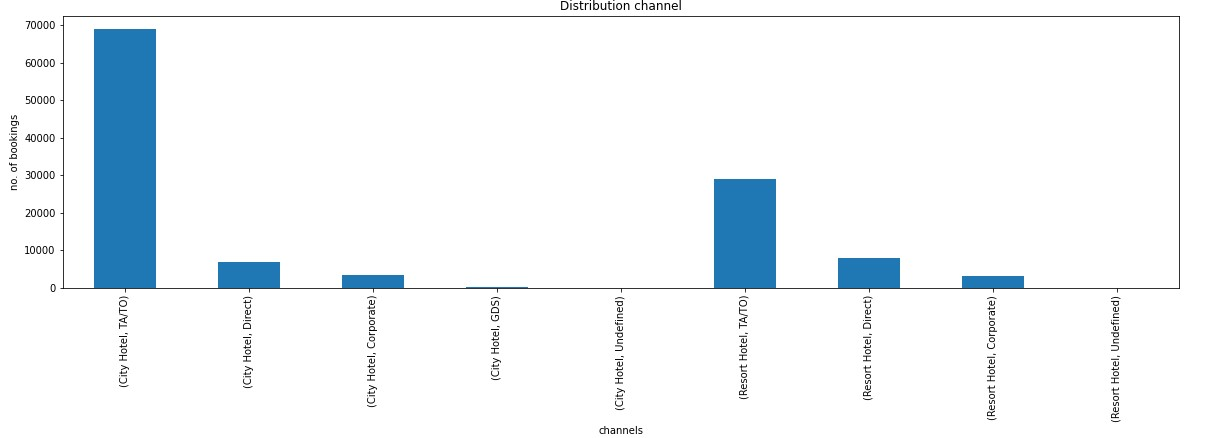 Distribution channel
70000
60000
50000
40000
30000
20000
10000
0
no. of bookings
(City Hotel, TA/TO)
(City Hotel, Direct)
(City Hotel, Corporate)
(City Hotel, GDS)
(City Hotel, Undefined)
(Resort Hotel, TA/TO)
(Resort Hotel, Direct)
(Resort Hotel, Corporate)
(Resort Hotel, Undefined)
channels